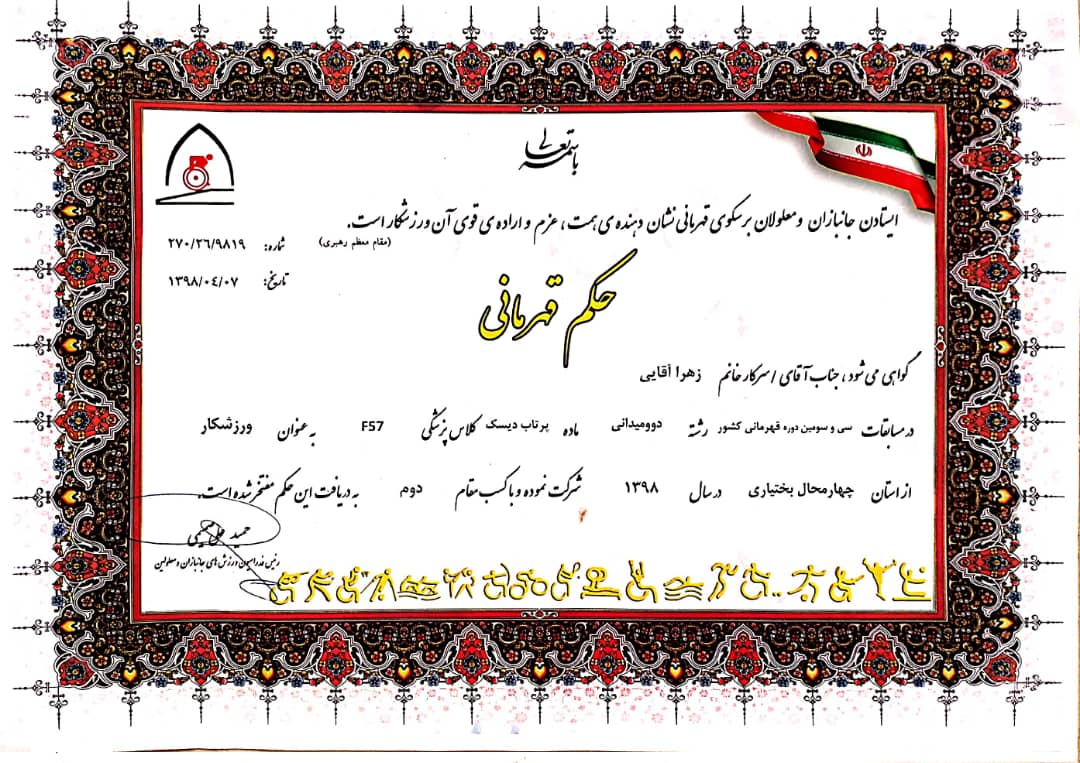 باسمه تعالی
ایستادن جانبازان و معلولان بر سکوی قهرمانی نشان دهنده ی همت، عزم و اراده ی قوی آن ورزشکار است.
(مقام معظم رهبری)
شماره: ۲۷۰/۲۶/۹۸۱۹
تاریخ: ۱۳۹۸/۰۴/۰۷
حکم قهرمانی
گواهی می شود، جناب آقای / سرکار خانم زهرا آقایی
در مسابقات سی و سومین دوره قهرمانی کشور رشته دوومیدانی ماده پرتاب دیسک کلاس پزشکی F57 به عنوان ورزشکار
از استان چهارمحال بختیاری در سال ۱۳۹۸ شرکت نموده و با کسب مقام دوم به دریافت این حکم مفتخر شده است.
رئیس فدراسیون ورزش های جانبازان و معلولین